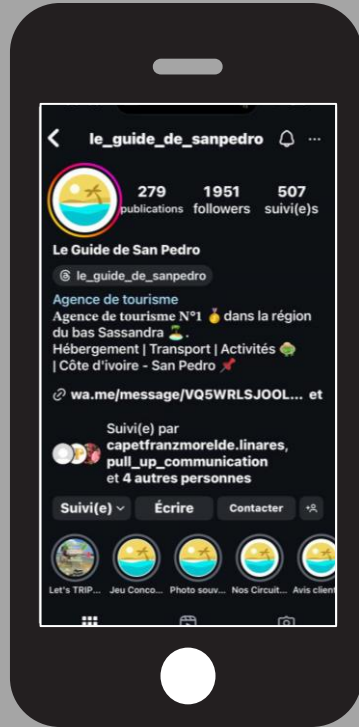 le_guide_de_sanpedro
279 1951 507
publications followers suivi(e)s
Le Guide de San Pedro
le_guide_de_sanpedro
Agence de tourisme
Agence de tourisme N°1 🥇 dans la région
du bas Sassandra 🏝️.
Hébergement | Transport | Activités
| Côte d'ivoire - San Pedro 📌
wa.me/message/VQ5WRLSJOOL... et
Suivi(e) par
capetfranzmorelde.linares,
pull_up_communication
et 4 autres personnes
Suivi(e) Écrire Contacter
Let's TRIP... Jeu Conco... Photo souv... Nos Circuit... Avis client